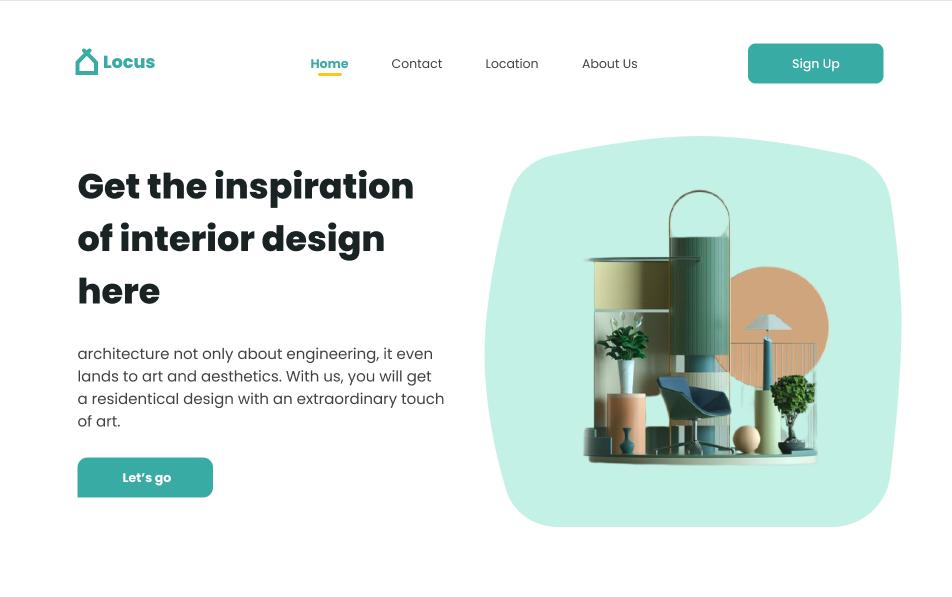 Locus
Home
Contact
Location
About Us
Sign Up
Get the inspiration
of interior design
here
architecture not only about engineering, it even
lands to art and aesthetics. With us, you will get
a residentical design with an extraordinary touch
of art.
Let’s go